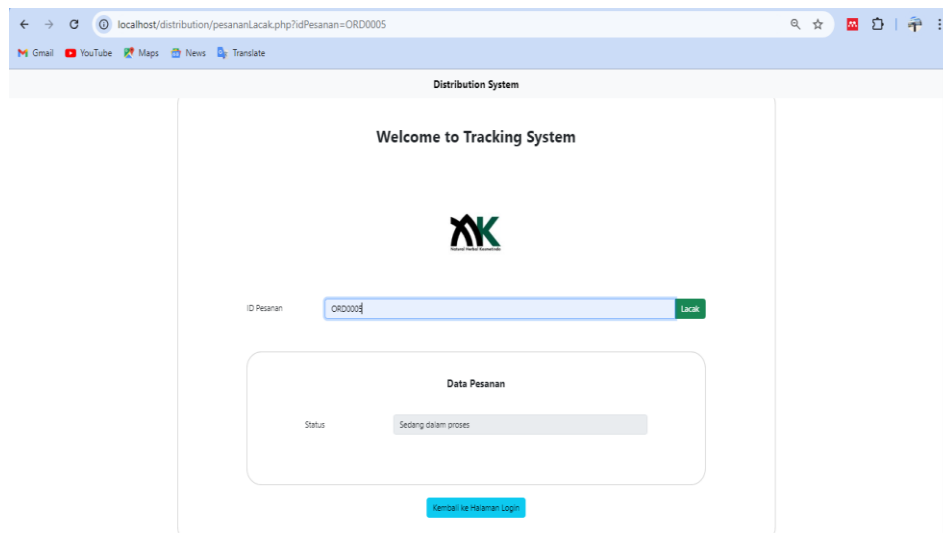 localhost/distribution/pesananLacak.php?idPesanan=ORD0005
Gmail YouTube Maps News Translate
Distribution System
Welcome to Tracking System
ID Pesanan ORD0005 Lacak
Data Pesanan
Status Sedang dalam proses
Kembali ke Halaman Login